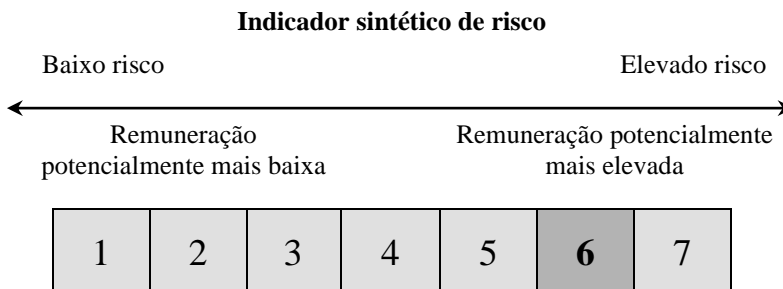 Indicador sintético de risco
Baixo risco Elevado risco
Remuneração potencialmente mais baixa
Remuneração potencialmente mais elevada
1 2 3 4 5 6 7